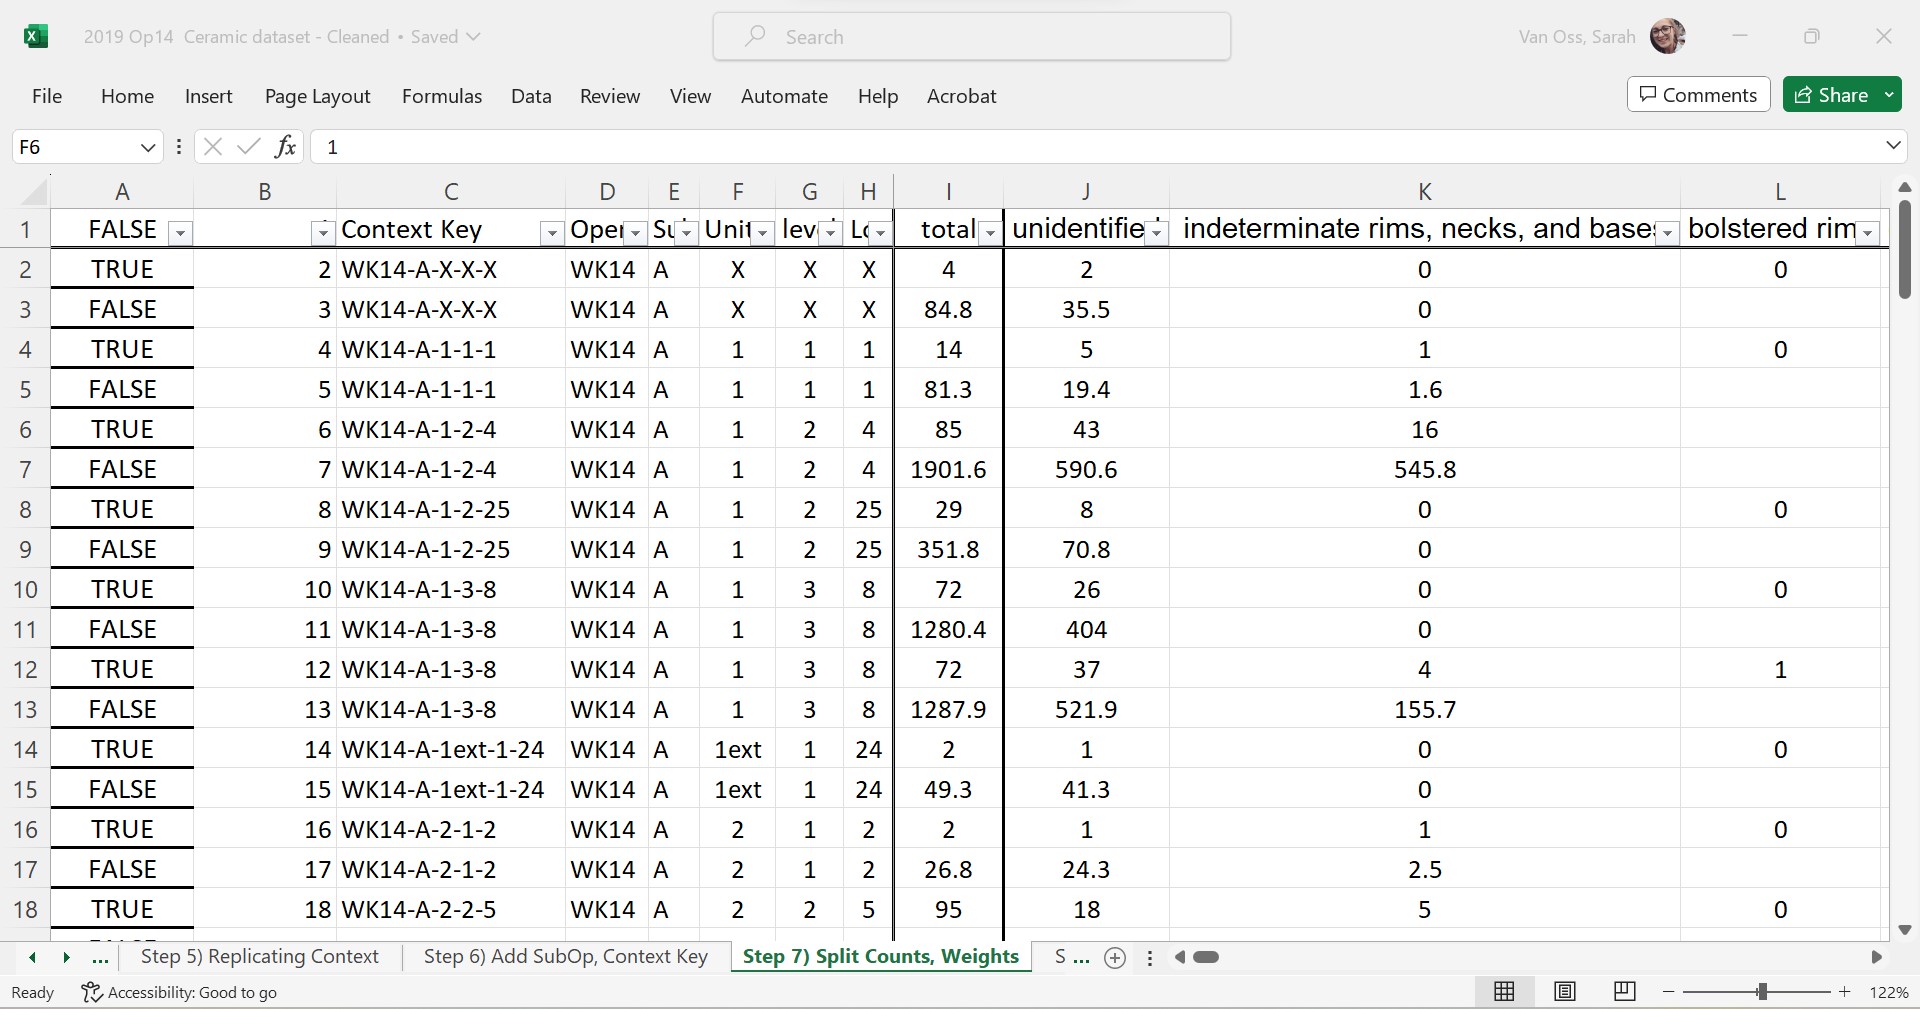 2019 Op14 Ceramic dataset - Cleaned • Saved
Search
Van Oss, Sarah
File Home Insert Page Layout Formulas Data Review View Automate Help Acrobat
Comments Share
F6 fx 1
A B C D E F G H I J K L
1 FALSE Context Key Oper Su Unit leve Lo total unidentified indeterminate rims, necks, and bases bolstered rim
2 TRUE 2 WK14-A-X-X-X WK14 A X X X 4 2 0 0
3 FALSE 3 WK14-A-X-X-X WK14 A X X X 84.8 35.5 0
4 TRUE 4 WK14-A-1-1-1 WK14 A 1 1 1 14 5 1 0
5 FALSE 5 WK14-A-1-1-1 WK14 A 1 1 1 81.3 19.4 1.6
6 TRUE 6 WK14-A-1-2-4 WK14 A 1 2 4 85 43 16
7 FALSE 7 WK14-A-1-2-4 WK14 A 1 2 4 1901.6 590.6 545.8
8 TRUE 8 WK14-A-1-2-25 WK14 A 1 2 25 29 8 0 0
9 FALSE 9 WK14-A-1-2-25 WK14 A 1 2 25 351.8 70.8 0
10 TRUE 10 WK14-A-1-3-8 WK14 A 1 3 8 72 26 0 0
11 FALSE 11 WK14-A-1-3-8 WK14 A 1 3 8 1280.4 404 0
12 TRUE 12 WK14-A-1-3-8 WK14 A 1 3 8 72 37 4 1
13 FALSE 13 WK14-A-1-3-8 WK14 A 1 3 8 1287.9 521.9 155.7
14 TRUE 14 WK14-A-1ext-1-24 WK14 A 1ext 1 24 2 1 0 0
15 FALSE 15 WK14-A-1ext-1-24 WK14 A 1ext 1 24 49.3 41.3 0
16 TRUE 16 WK14-A-2-1-2 WK14 A 2 1 2 2 1 1 0
17 FALSE 17 WK14-A-2-1-2 WK14 A 2 1 2 26.8 24.3 2.5
18 TRUE 18 WK14-A-2-2-5 WK14 A 2 2 5 95 18 5 0
... Step 5) Replicating Context Step 6) Add SubOp, Context Key Step 7) Split Counts, Weights S ...
Ready Accessibility: Good to go 122%